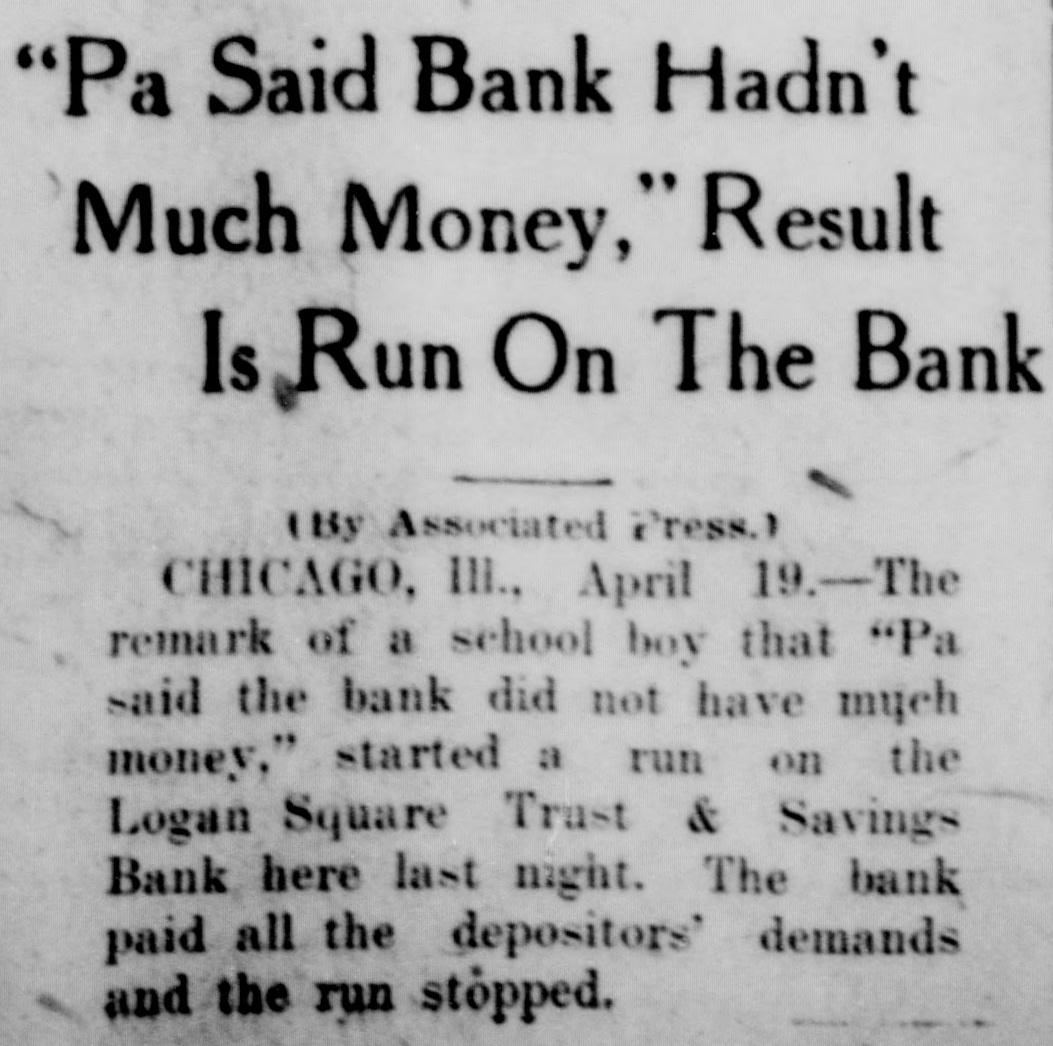 “Pa Said Bank Hadn't
Much Money,” Result
Is Run On The Bank
(By Associated Press.)
CHICAGO, Ill., April 19.—The
remark of a school boy that “Pa
said the bank did not have much
money,” started a run on the
Logan Square Trust & Savings
Bank here last night. The bank
paid all the depositors’ demands
and the run stopped.